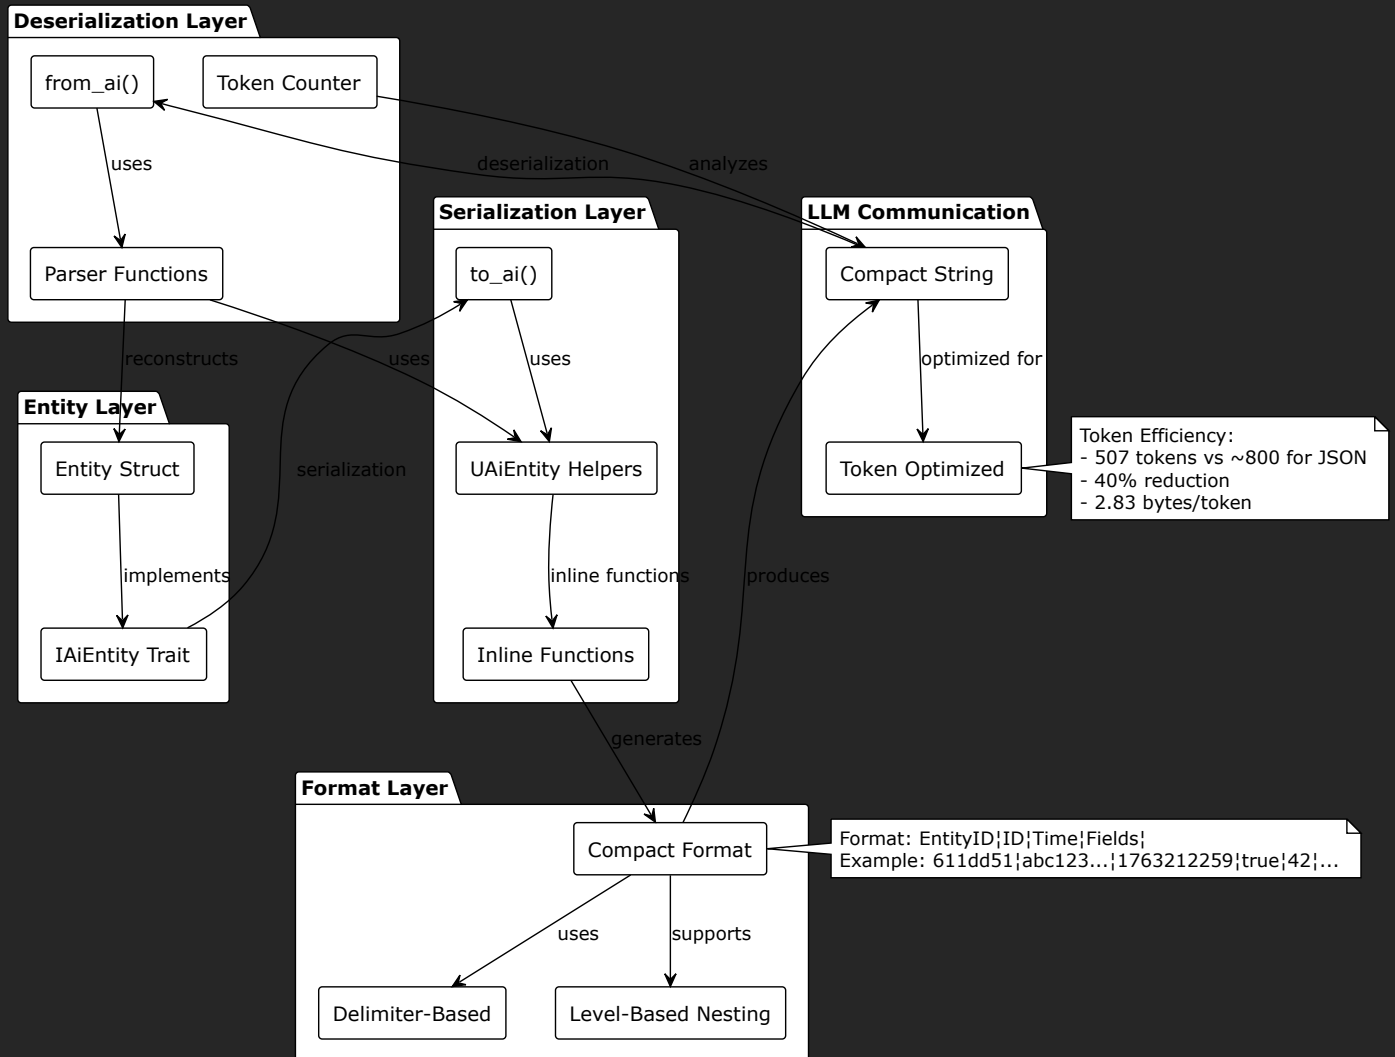 Deserialization Layer
from_ai()
Token Counter
uses
deserialization
analyzes
Parser Functions
Serialization Layer
to_ai()
LLM Communication
Compact String
reconstructs
uses
uses
optimized for
Entity Layer
Entity Struct
serialization
UAiEntity Helpers
Token Optimized
Token Efficiency:
- 507 tokens vs ~800 for JSON
- 40% reduction
- 2.83 bytes/token
implements
inline functions
produces
IAiEntity Trait
Inline Functions
generates
Format Layer
Compact Format
Format: EntityID¦ID¦Time¦Fields¦
Example: 611dd51¦abc123...¦1763212259¦true¦42¦...
uses
supports
Delimiter-Based
Level-Based Nesting